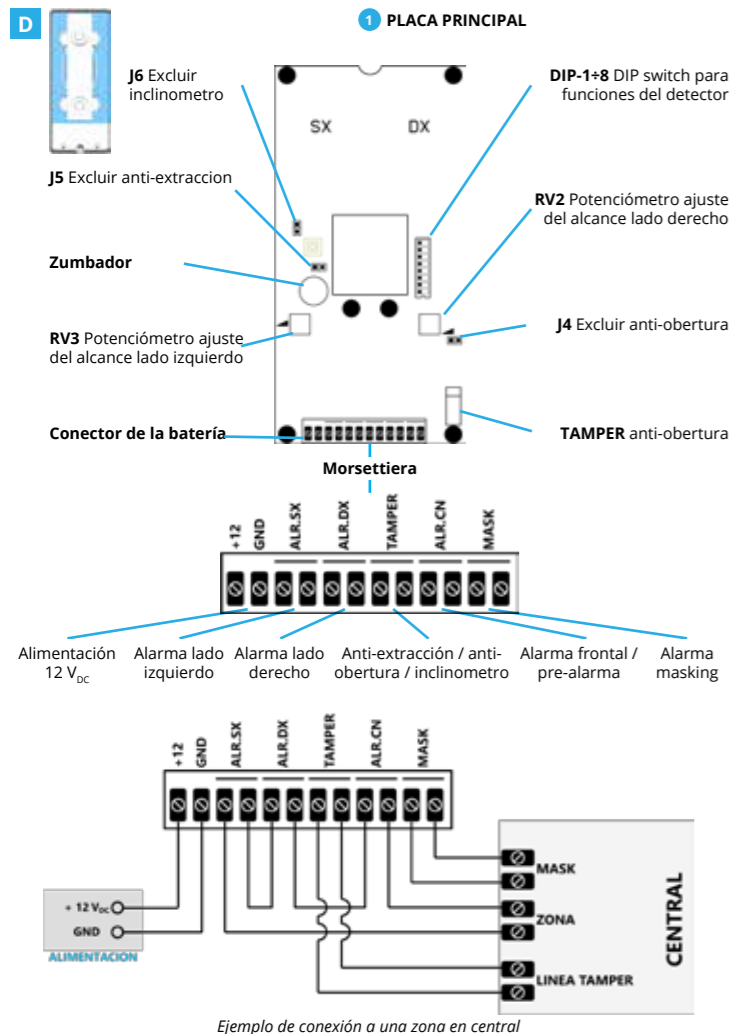 D
1 PLACA PRINCIPAL
J6 Excluir
inclinometro
DIP-1÷8 DIP switch para
funciones del detector
SX DX
J5 Excluir anti-extraccion
RV2 Potenciómetro ajuste
del alcance lado derecho
Zumbador
J4 Excluir anti-obertura
RV3 Potenciómetro ajuste
del alcance lado izquierdo
Conector de la batería
TAMPER anti-obertura
Morsettiera
+12 GND ALR.SX ALR.DX TAMPER ALR.CN MASK
Alimentación
12 VDC
Alarma lado
izquierdo
Alarma lado
derecho
Anti-extracción / anti-
obertura / inclinometro
Alarma frontal /
pre-alarma
Alarma
masking
+12 GND ALR.SX ALR.DX TAMPER ALR.CN MASK
+ 12 VDC
GND
ALIMENTACION
MASK
ZONA
LINEA TAMPER
CENTRAL
Ejemplo de conexión a una zona en central